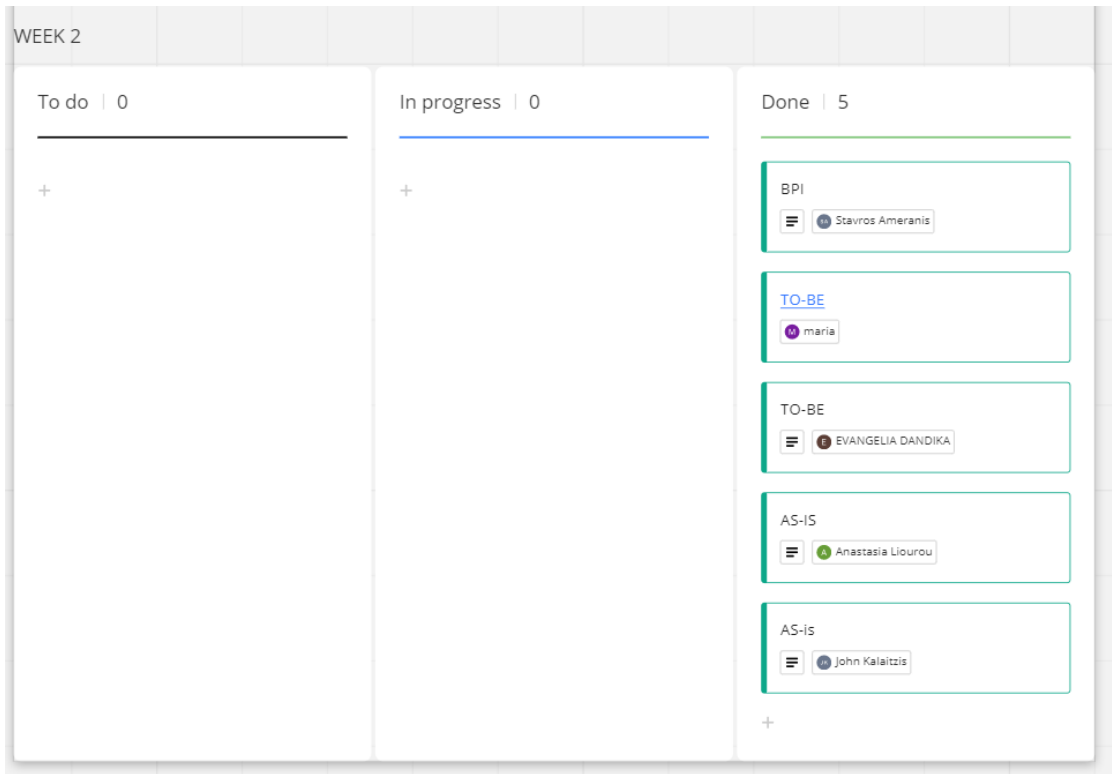 WEEK 2
To do 0
In progress 0
Done 5
BPI
Stavros Ameranis
TO-BE
M maria
TO-BE
E EVANGELIA DANDIKA
AS-IS
A Anastasia Liourou
AS-is
JK John Kalaitzis